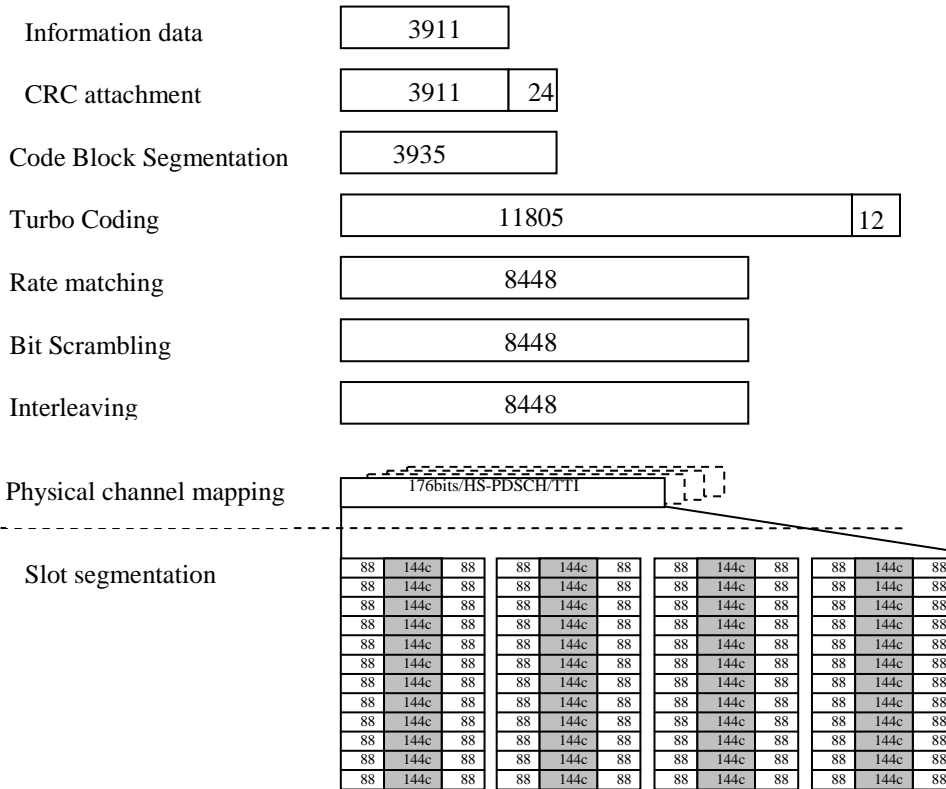 Information data 3911
CRC attachment 3911 24
Code Block Segmentation 3935
Turbo Coding 11805 12
Rate matching 8448
Bit Scrambling 8448
Interleaving 8448
Physical channel mapping 176bits/HS-PDSCH/TTI
Slot segmentation
88 144c 88 88 144c 88 88 144c 88 88 144c 88
88 144c 88 88 144c 88 88 144c 88 88 144c 88
88 144c 88 88 144c 88 88 144c 88 88 144c 88
88 144c 88 88 144c 88 88 144c 88 88 144c 88
88 144c 88 88 144c 88 88 144c 88 88 144c 88
88 144c 88 88 144c 88 88 144c 88 88 144c 88
88 144c 88 88 144c 88 88 144c 88 88 144c 88
88 144c 88 88 144c 88 88 144c 88 88 144c 88
88 144c 88 88 144c 88 88 144c 88 88 144c 88
88 144c 88 88 144c 88 88 144c 88 88 144c 88
88 144c 88 88 144c 88 88 144c 88 88 144c 88
88 144c 88 88 144c 88 88 144c 88 88 144c 88